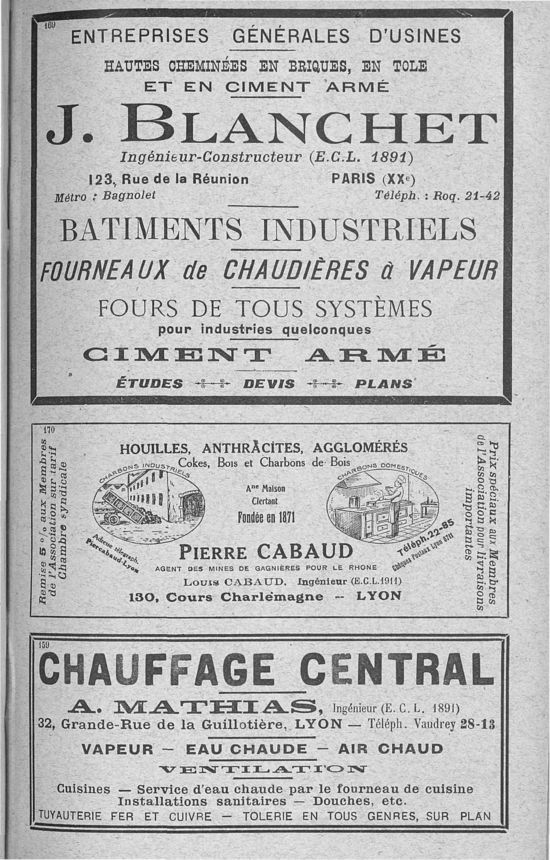 169
ENTREPRISES GÉNÉRALES D'USINES
HAUTES CHEMINÉES EN BRIQUES, EN TOLE
ET EN CIMENT ARMÉ
J. BLANCHET
Ingénieur-Constructeur (E.C.L. 1891)
123, Rue de la Réunion PARIS (XXe)
Métro : Bagnolet Téléph. : Roq. 21-42
BATIMENTS INDUSTRIELS
FOURNEAUX de CHAUDIÈRES à VAPEUR
FOURS DE TOUS SYSTÈMES
pour industries quelconques
CIMENT ARMÉ
ÉTUDES DEVIS PLANS
170
Remise 5 % aux Membres
de l'Association sur tarif
Chambre syndicale
HOUILLES, ANTHRACITES, AGGLOMÉRÉS
Cokes, Bois et Charbons de Bois
CHARBONS INDUSTRIELS
Ane Maison
Clertant
Fondée en 1871
CHARBONS DOMESTIQUES
Adresse télégraph.
Piercabaud-Lyon
PIERRE CABAUD
Téléph. 22-85
Chèques Postaux Lyon 6711
AGENT DES MINES DE GAGNIÈRES POUR LE RHONE
LOUIS CABAUD, Ingénieur (E.C.L.1911)
130, Cours Charlemagne -- LYON
Prix spéciaux aux Membres
de l'Association pour livraisons
importantes
159
CHAUFFAGE CENTRAL
A. MATHIAS, Ingénieur (E. C. L. 1891)
32, Grande-Rue de la Guillotière, LYON — Téléph. Vaudrey 28-13
VAPEUR — EAU CHAUDE — AIR CHAUD
VENTILATION
Cuisines — Service d'eau chaude par le fourneau de cuisine
Installations sanitaires — Douches, etc.
TUYAUTERIE FER ET CUIVRE — TOLERIE EN TOUS GENRES, SUR PLAN